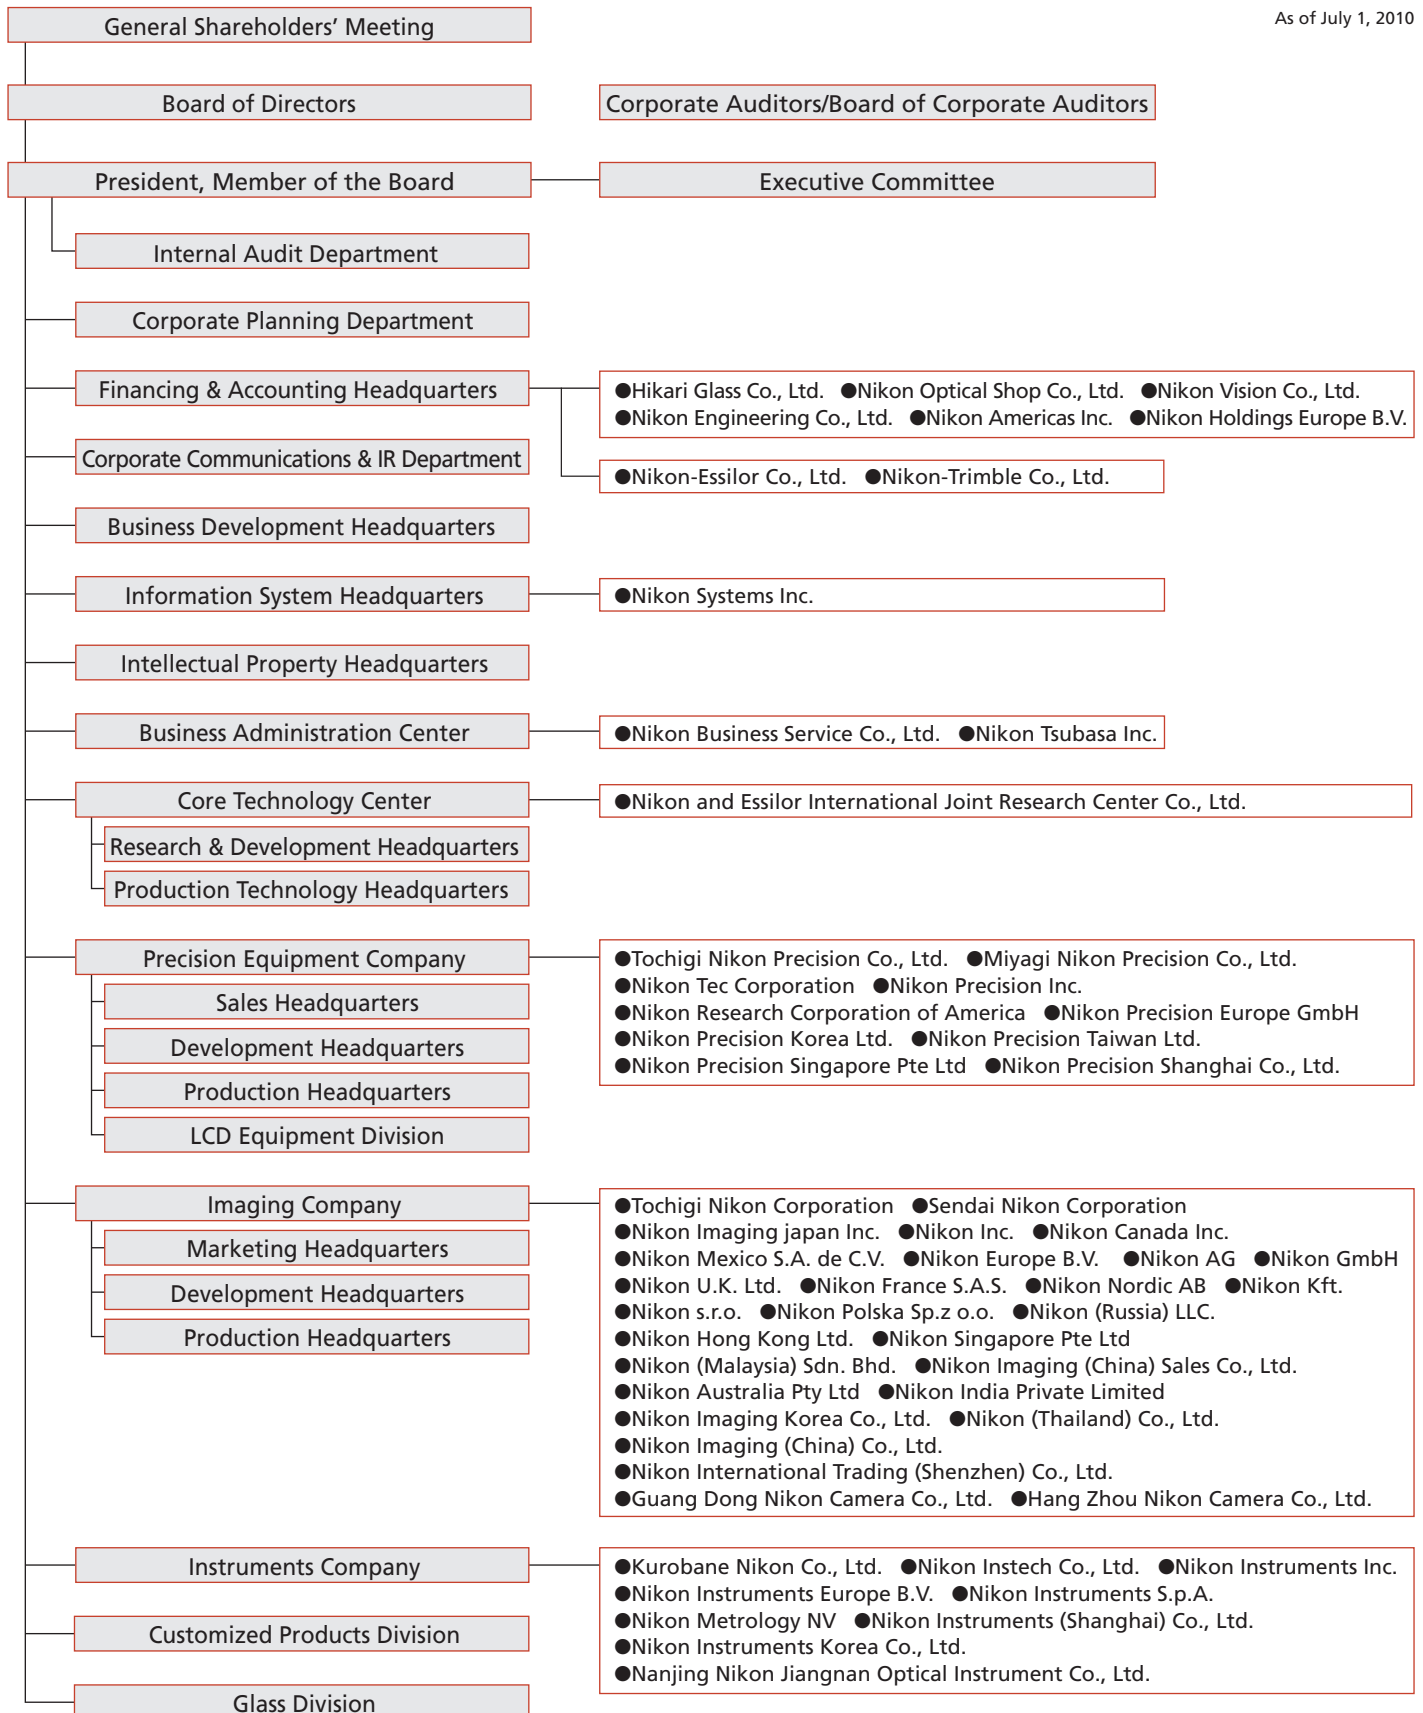 General Shareholders’ Meeting
As of July 1, 2010
Board of Directors
Corporate Auditors/Board of Corporate Auditors
President, Member of the Board
Executive Committee
Internal Audit Department
Corporate Planning Department
Financing & Accounting Headquarters
●Hikari Glass Co., Ltd. ●Nikon Optical Shop Co., Ltd. ●Nikon Vision Co., Ltd.
●Nikon Engineering Co., Ltd. ●Nikon Americas Inc. ●Nikon Holdings Europe B.V.
Corporate Communications & IR Department
●Nikon-Essilor Co., Ltd. ●Nikon-Trimble Co., Ltd.
Business Development Headquarters
Information System Headquarters
●Nikon Systems Inc.
Intellectual Property Headquarters
Business Administration Center
●Nikon Business Service Co., Ltd. ●Nikon Tsubasa Inc.
Core Technology Center
●Nikon and Essilor International Joint Research Center Co., Ltd.
Research & Development Headquarters
Production Technology Headquarters
Precision Equipment Company
Sales Headquarters
Development Headquarters
Production Headquarters
LCD Equipment Division
●Tochigi Nikon Precision Co., Ltd. ●Miyagi Nikon Precision Co., Ltd.
●Nikon Tec Corporation ●Nikon Precision Inc.
●Nikon Research Corporation of America ●Nikon Precision Europe GmbH
●Nikon Precision Korea Ltd. ●Nikon Precision Taiwan Ltd.
●Nikon Precision Singapore Pte Ltd ●Nikon Precision Shanghai Co., Ltd.
Imaging Company
Marketing Headquarters
Development Headquarters
Production Headquarters
●Tochigi Nikon Corporation ●Sendai Nikon Corporation
●Nikon Imaging japan Inc. ●Nikon Inc. ●Nikon Canada Inc.
●Nikon Mexico S.A. de C.V. ●Nikon Europe B.V. ●Nikon AG ●Nikon GmbH
●Nikon U.K. Ltd. ●Nikon France S.A.S. ●Nikon Nordic AB ●Nikon Kft.
●Nikon s.r.o. ●Nikon Polska Sp.z o.o. ●Nikon (Russia) LLC.
●Nikon Hong Kong Ltd. ●Nikon Singapore Pte Ltd
●Nikon (Malaysia) Sdn. Bhd. ●Nikon Imaging (China) Sales Co., Ltd.
●Nikon Australia Pty Ltd ●Nikon India Private Limited
●Nikon Imaging Korea Co., Ltd. ●Nikon (Thailand) Co., Ltd.
●Nikon Imaging (China) Co., Ltd.
●Nikon International Trading (Shenzhen) Co., Ltd.
●Guang Dong Nikon Camera Co., Ltd. ●Hang Zhou Nikon Camera Co., Ltd.
Instruments Company
●Kurobane Nikon Co., Ltd. ●Nikon Instech Co., Ltd. ●Nikon Instruments Inc.
●Nikon Instruments Europe B.V. ●Nikon Instruments S.p.A.
●Nikon Metrology NV ●Nikon Instruments (Shanghai) Co., Ltd.
●Nikon Instruments Korea Co., Ltd.
●Nanjing Nikon Jiangnan Optical Instrument Co., Ltd.
Customized Products Division
Glass Division